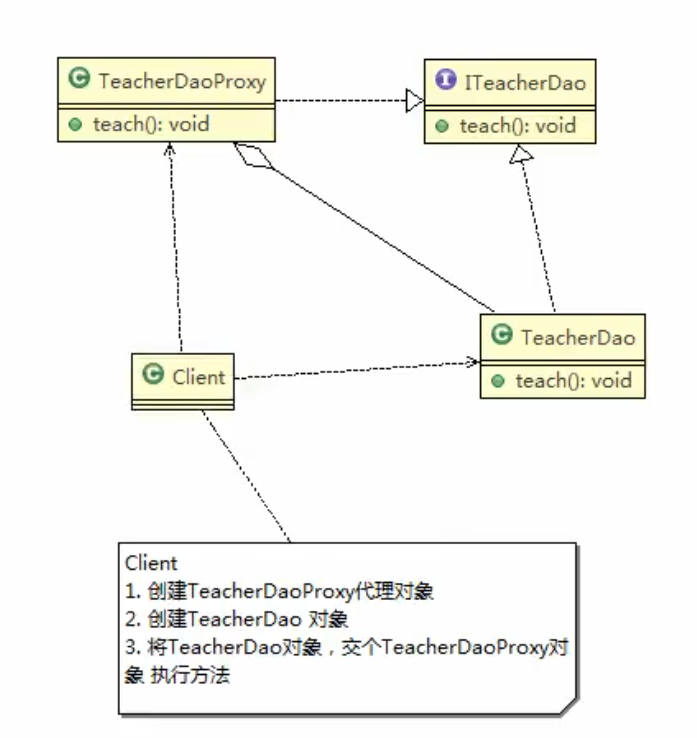 TeacherDaoProxy
teach(): void
ITeacherDao
teach(): void
TeacherDao
teach(): void
Client
Client
1. 创建TeacherDaoProxy代理对象
2. 创建TeacherDao 对象
3. 将TeacherDao对象，交个TeacherDaoProxy对
象 执行方法